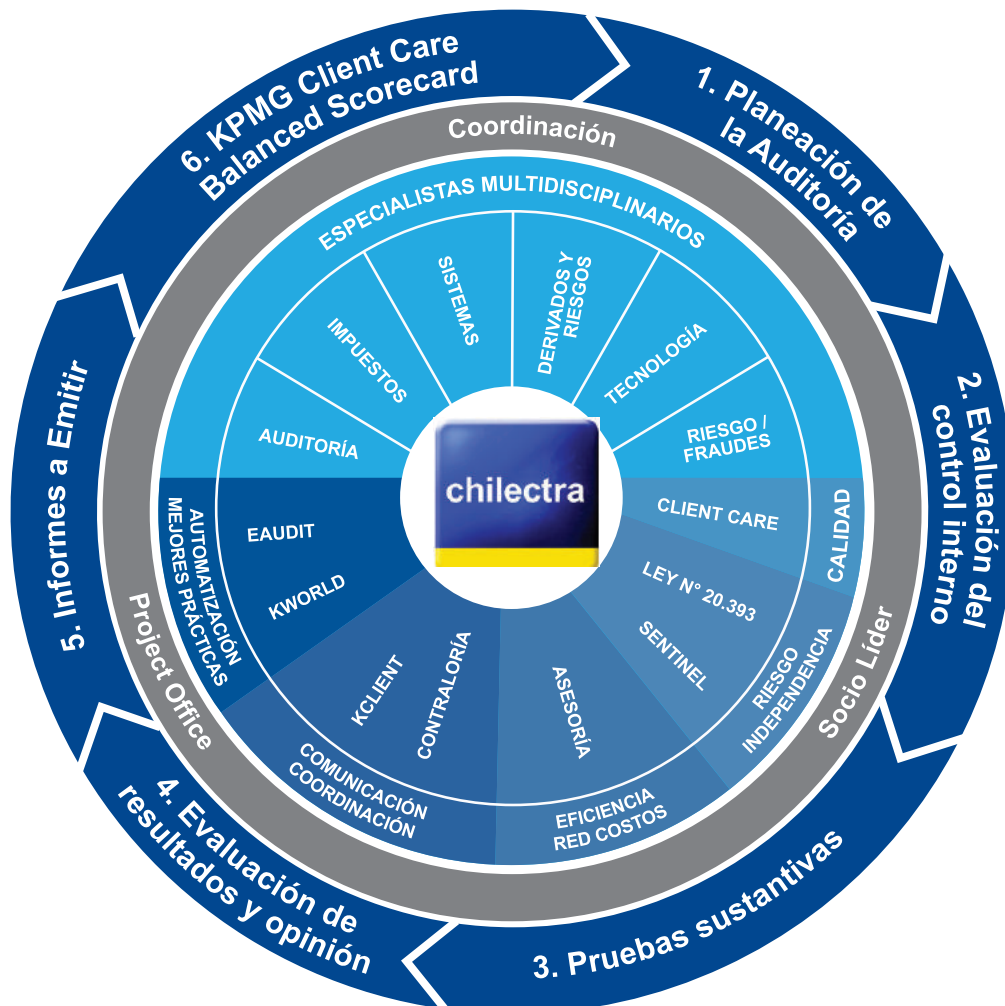 1. Planeación de
la Auditoría
2. Evaluación del
control interno
3. Pruebas sustantivas
4. Evaluación de
resultados y opinión
5. Informes a Emitir
6. KPMG Client Care
Balanced Scorecard
Coordinación
Socio Líder
Project Office
ESPECIALISTAS MULTIDISCIPLINARIOS
AUDITORÍA
IMPUESTOS
SISTEMAS
DERIVADOS Y
RIESGOS
TECNOLOGÍA
RIESGO /
FRAUDES
CALIDAD
CLIENT CARE
RIESGO
INDEPENDENCIA
LEY N° 20.393
SENTINEL
EFICIENCIA
RED COSTOS
ASESORÍA
COMUNICACIÓN
COORDINACIÓN
KCLIENT
CONTRALORÍA
AUTOMATIZACIÓN
MEJORES PRÁCTICAS
EAUDIT
KWORLD
chilectra